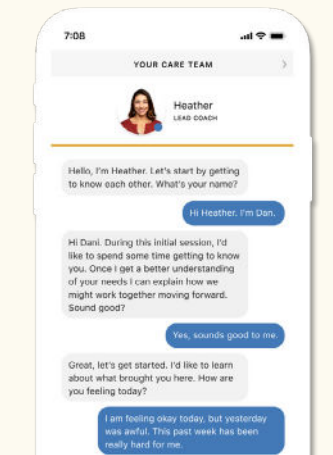 7:08
YOUR CARE TEAM
Heather
LEAD COACH
Hello, I'm Heather. Let's start by getting
to know each other. What's your name?
Hi Heather. I'm Dan.
Hi Dani. During this initial session, I'd
like to spend some time getting to know
you. Once I get a better understanding
of your needs I can explain how we
might work together moving forward.
Sound good?
Yes, sounds good to me.
Great, let's get started. I'd like to learn
about what brought you here. How are
you feeling today?
I am feeling okay today, but yesterday
was awful. This past week has been
really hard for me.